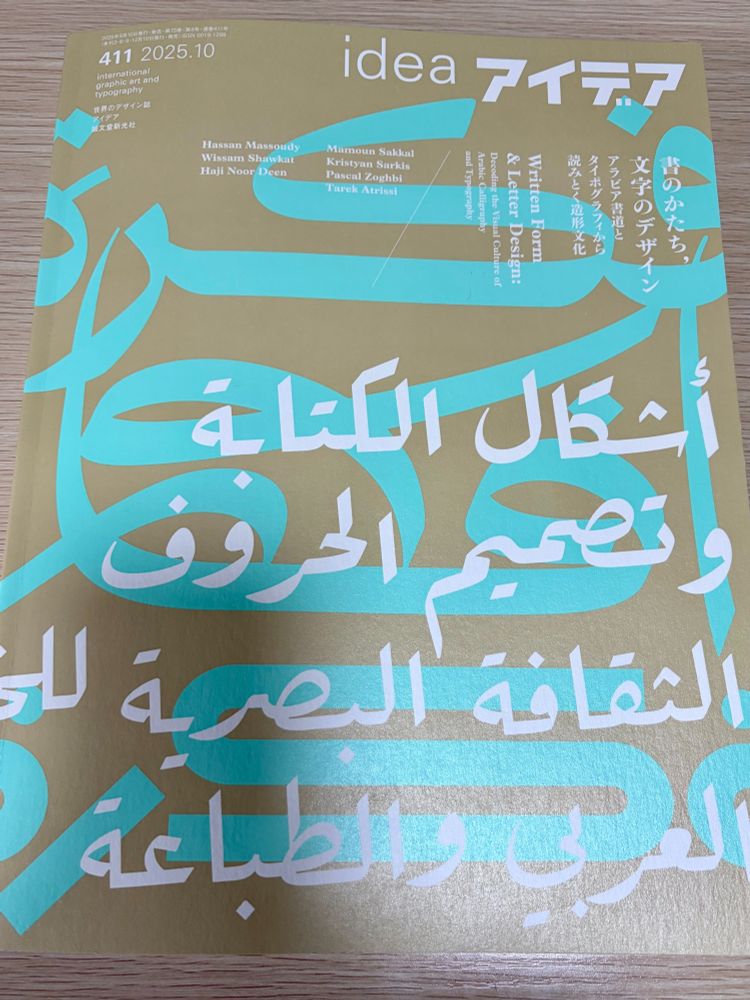 411 2025.10
international
graphic art and
typography
世界のデザイン誌
アイデア
誠文堂新光社
idea アイデア
Hassan Massoudy
Wissam Shawkat
Haji Noor Deen
Mamoun Sakkal
Kristyan Sarkis
Pascal Zoghbi
Tarek Atrissi
書のかたち，
文字のデザイン
アラビア書道と
タイポグラフィから
読みとく造形文化
Written Form
& Letter Design:
Decoding the Visual Culture of
Arabic Calligraphy
and Typography
أشكال الكتابة
وتصميم الحروف
الثقافة البصرية للخ
العربي والطباعة